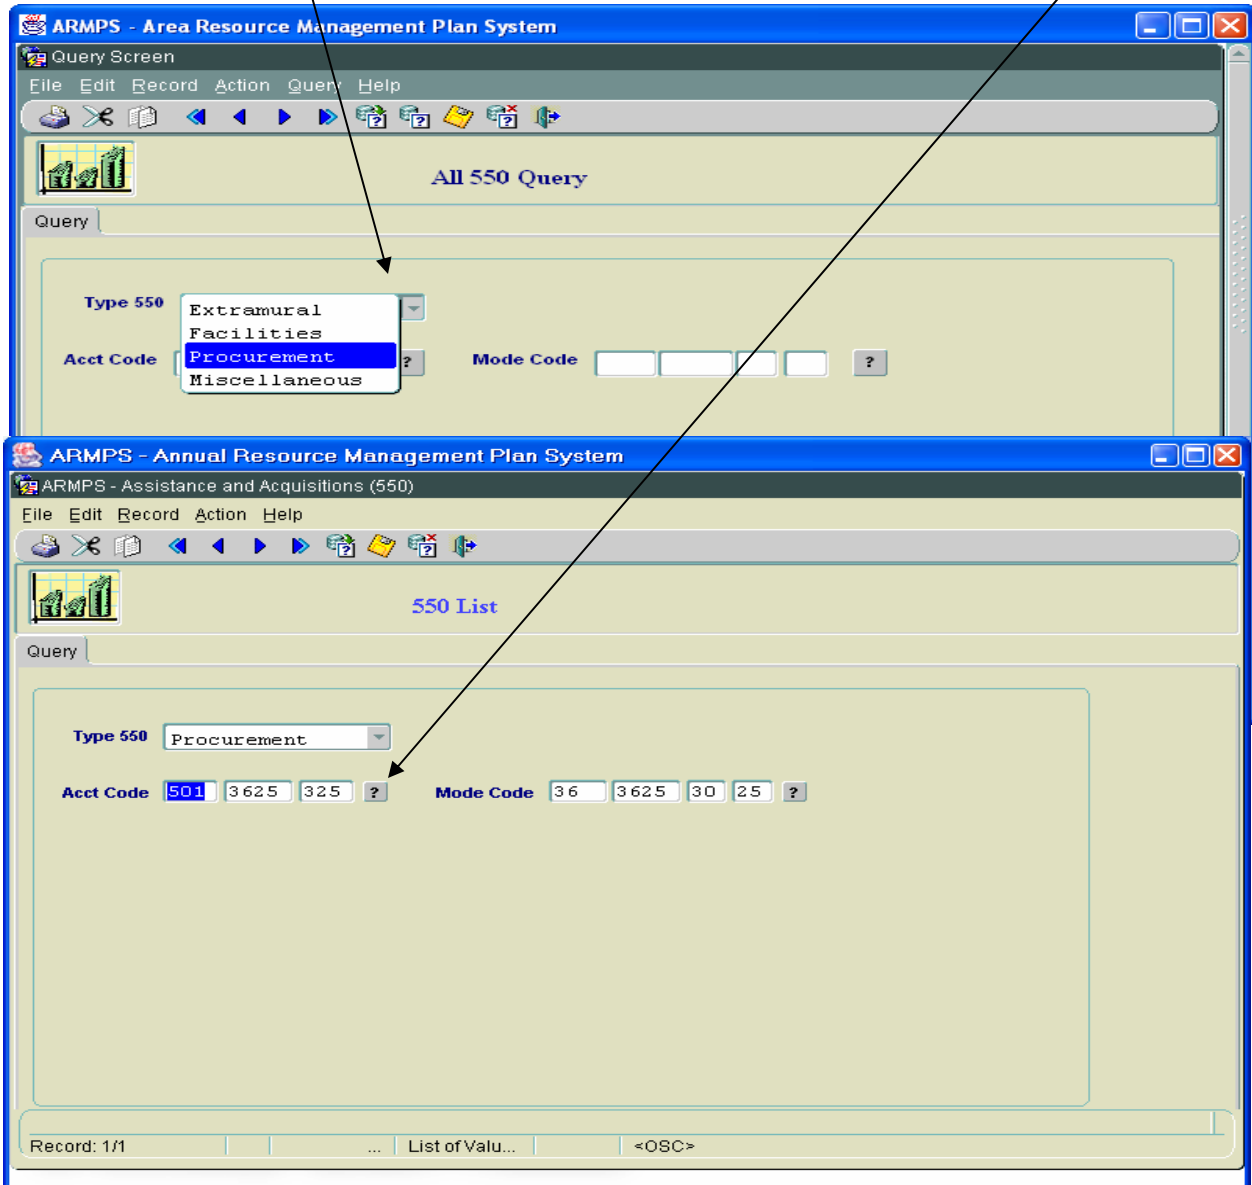 ARMPS - Area Resource Management Plan System
Query Screen
File Edit Record Action Query Help
All 550 Query
Query
Type 550
Extramural
Facilities
Acct Code Procurement ? Mode Code ?
Miscellaneous
ARMPS - Annual Resource Management Plan System
ARMPS - Assistance and Acquisitions (550)
File Edit Record Action Help
550 List
Query
Type 550 Procurement
Acct Code 501 3625 325 ? Mode Code 36 3625 30 25 ?
Record: 1/1 ... List of Valu... <OSC>